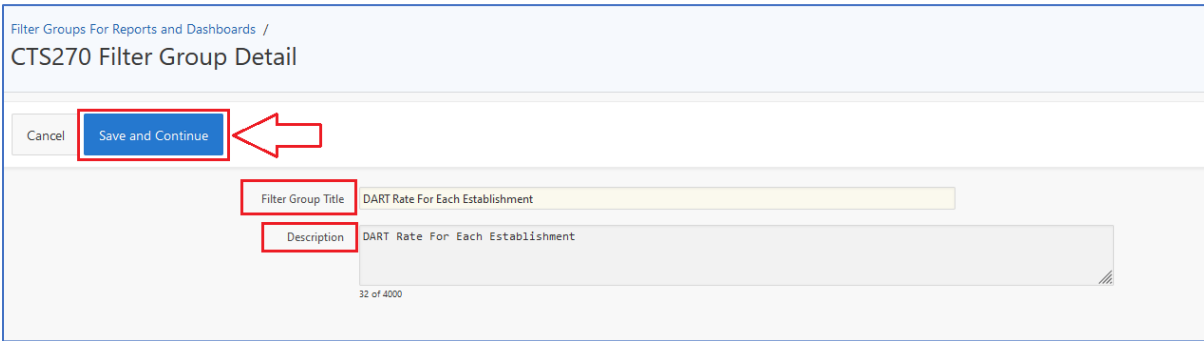 Filter Groups For Reports and Dashboards /
CTS270 Filter Group Detail
Cancel Save and Continue
Filter Group Title DART Rate For Each Establishment
Description DART Rate For Each Establishment
32 of 4000